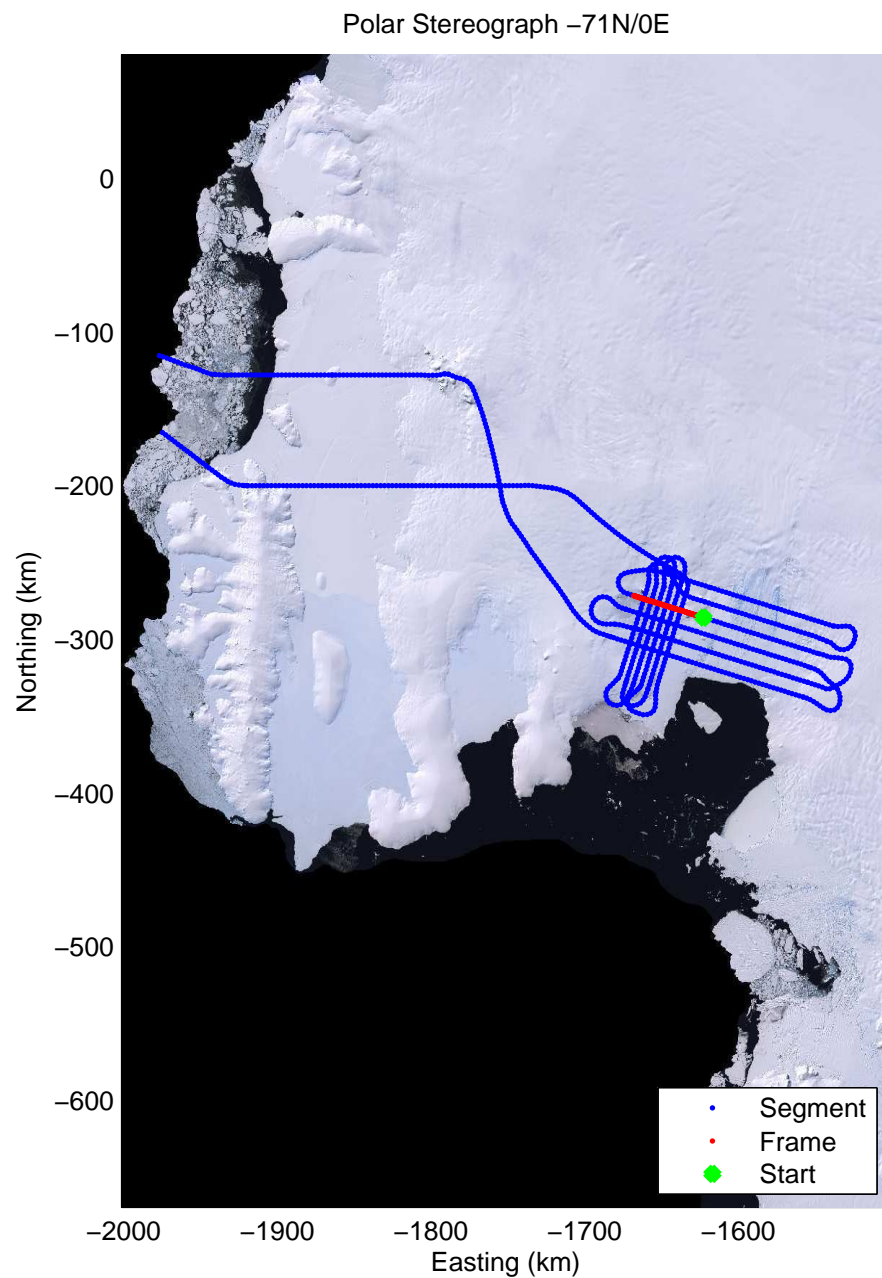 Polar Stereograph −71N/0E
0
−100
−200
−300
−400
−500
−600
Northing (km)
Segment
Frame
Start
−2000 −1900 −1800 −1700 −1600
Easting (km)